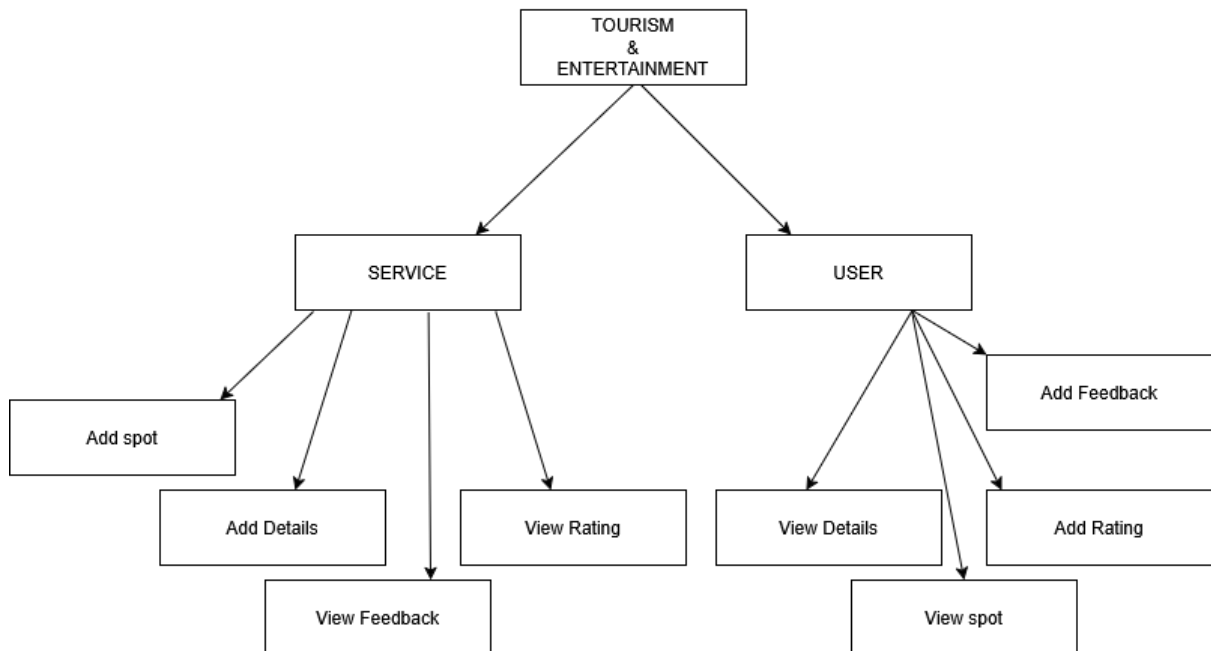 TOURISM
&
ENTERTAINMENT
SERVICE
USER
Add Feedback
Add spot
Add Details
View Rating
View Details
Add Rating
View Feedback
View spot